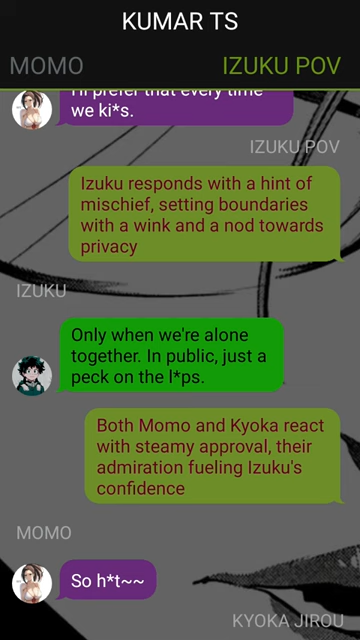 KUMAR TS
MOMO
IZUKU POV
I'll prefer that every time
we ki*s.
IZUKU POV
Izuku responds with a hint of
mischief, setting boundaries
with a wink and a nod towards
privacy
IZUKU
Only when we're alone
together. In public, just a
peck on the l*ps.
Both Momo and Kyoka react
with steamy approval, their
admiration fueling Izuku's
confidence
MOMO
So h*t~~
KYOKA JIROU